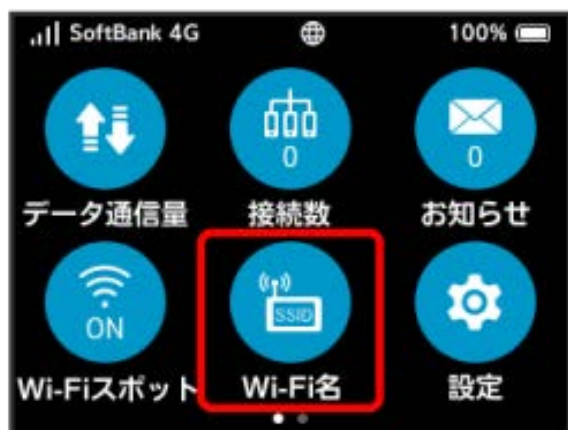 SoftBank 4G 100%
0 0
データ通信量 接続数 お知らせ
ON SSID
Wi-Fiスポット Wi-Fi名 設定